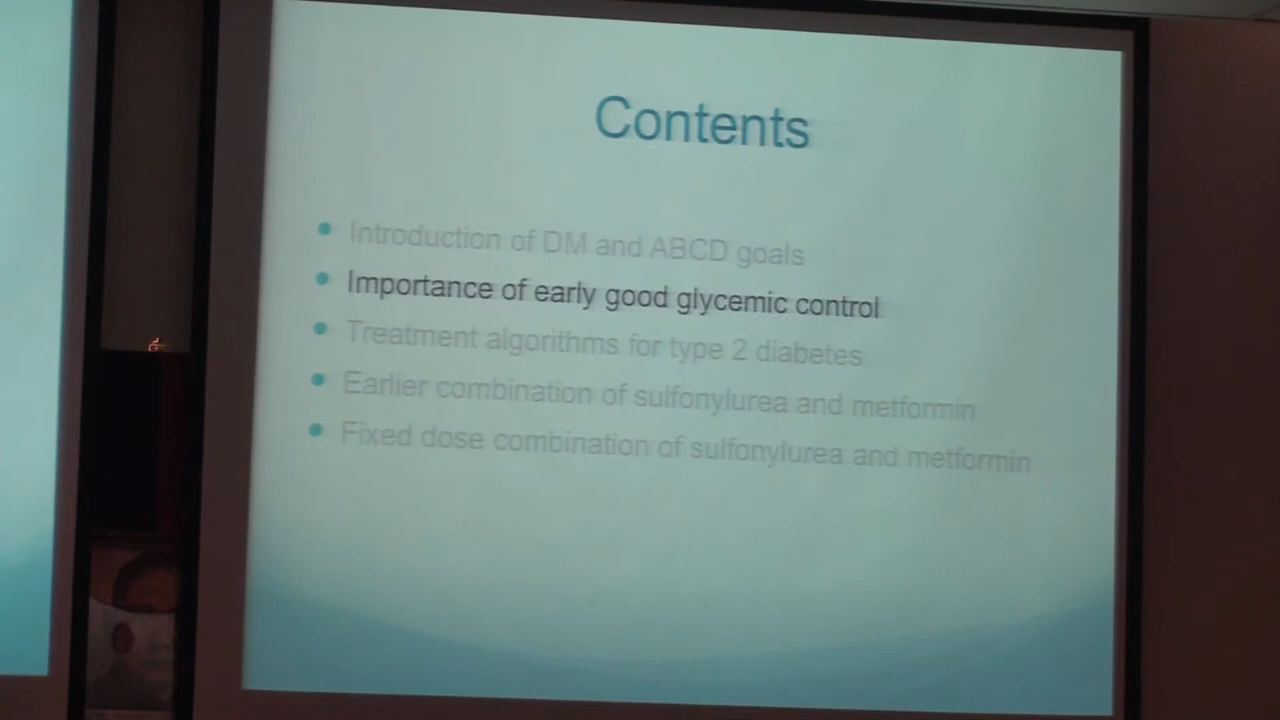 Contents
Introduction of DM and ABCD goals
Importance of early good glycemic control
Treatment algorithms for type 2 diabetes
Earlier combination of sulfonylurea and metformin
Fixed dose combination of sulfonylurea and metformin